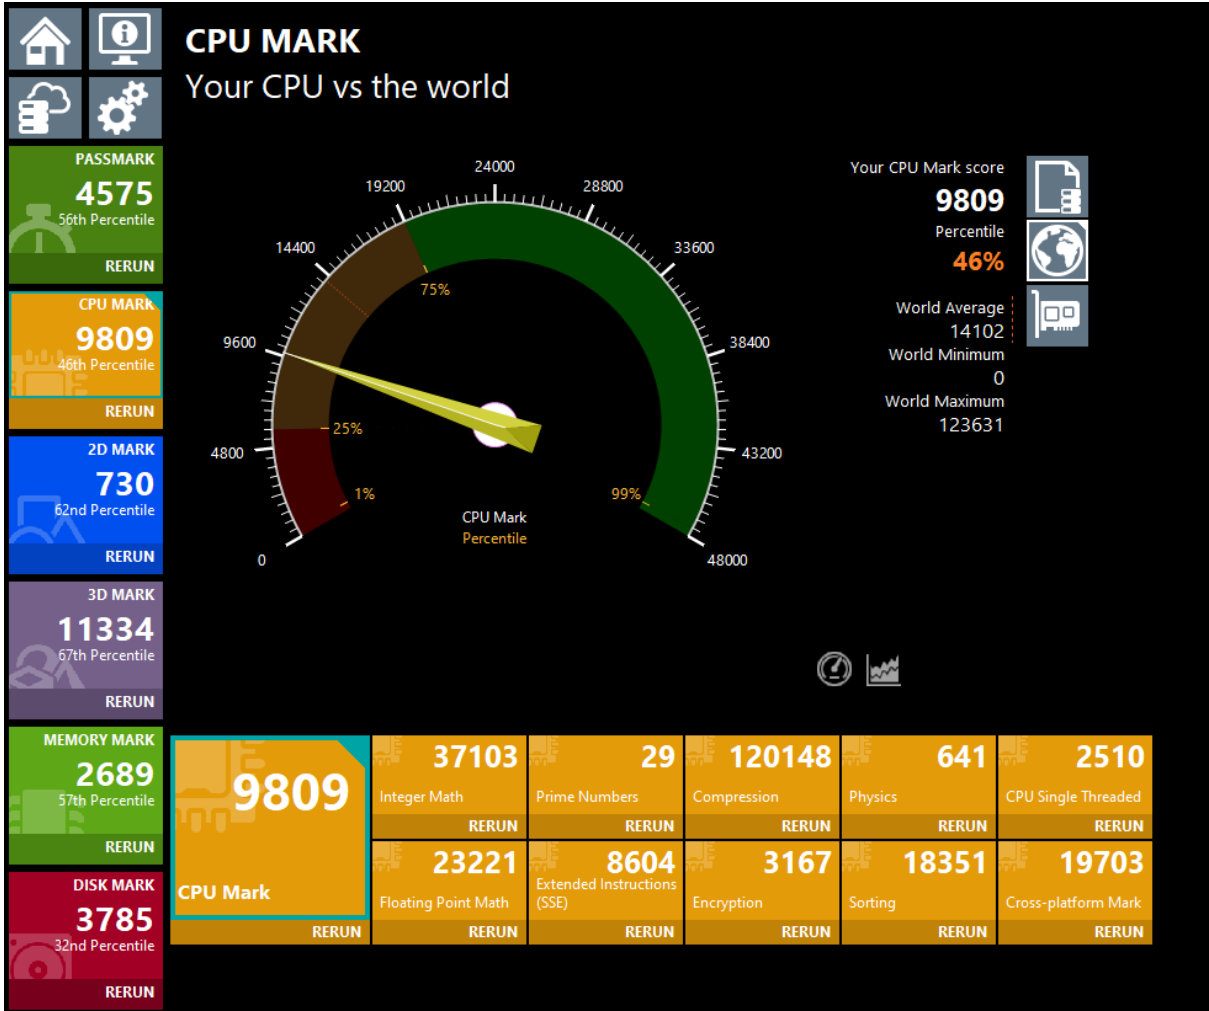 CPU MARK
Your CPU vs the world
PASSMARK
4575
56th Percentile
RERUN
CPU MARK
9809
46th Percentile
RERUN
2D MARK
730
62nd Percentile
RERUN
3D MARK
11334
67th Percentile
RERUN
MEMORY MARK
2689
57th Percentile
RERUN
DISK MARK
3785
32nd Percentile
RERUN
0
4800
9600
14400
19200
24000
28800
33600
38400
43200
48000
1%
25%
75%
99%
CPU Mark
Percentile
Your CPU Mark score
9809
Percentile
46%
World Average
14102
World Minimum
0
World Maximum
123631
9809
CPU Mark
RERUN
37103
Integer Math
RERUN
29
Prime Numbers
RERUN
120148
Compression
RERUN
641
Physics
RERUN
2510
CPU Single Threaded
RERUN
23221
Floating Point Math
RERUN
8604
Extended Instructions
(SSE)
RERUN
3167
Encryption
RERUN
18351
Sorting
RERUN
19703
Cross-platform Mark
RERUN